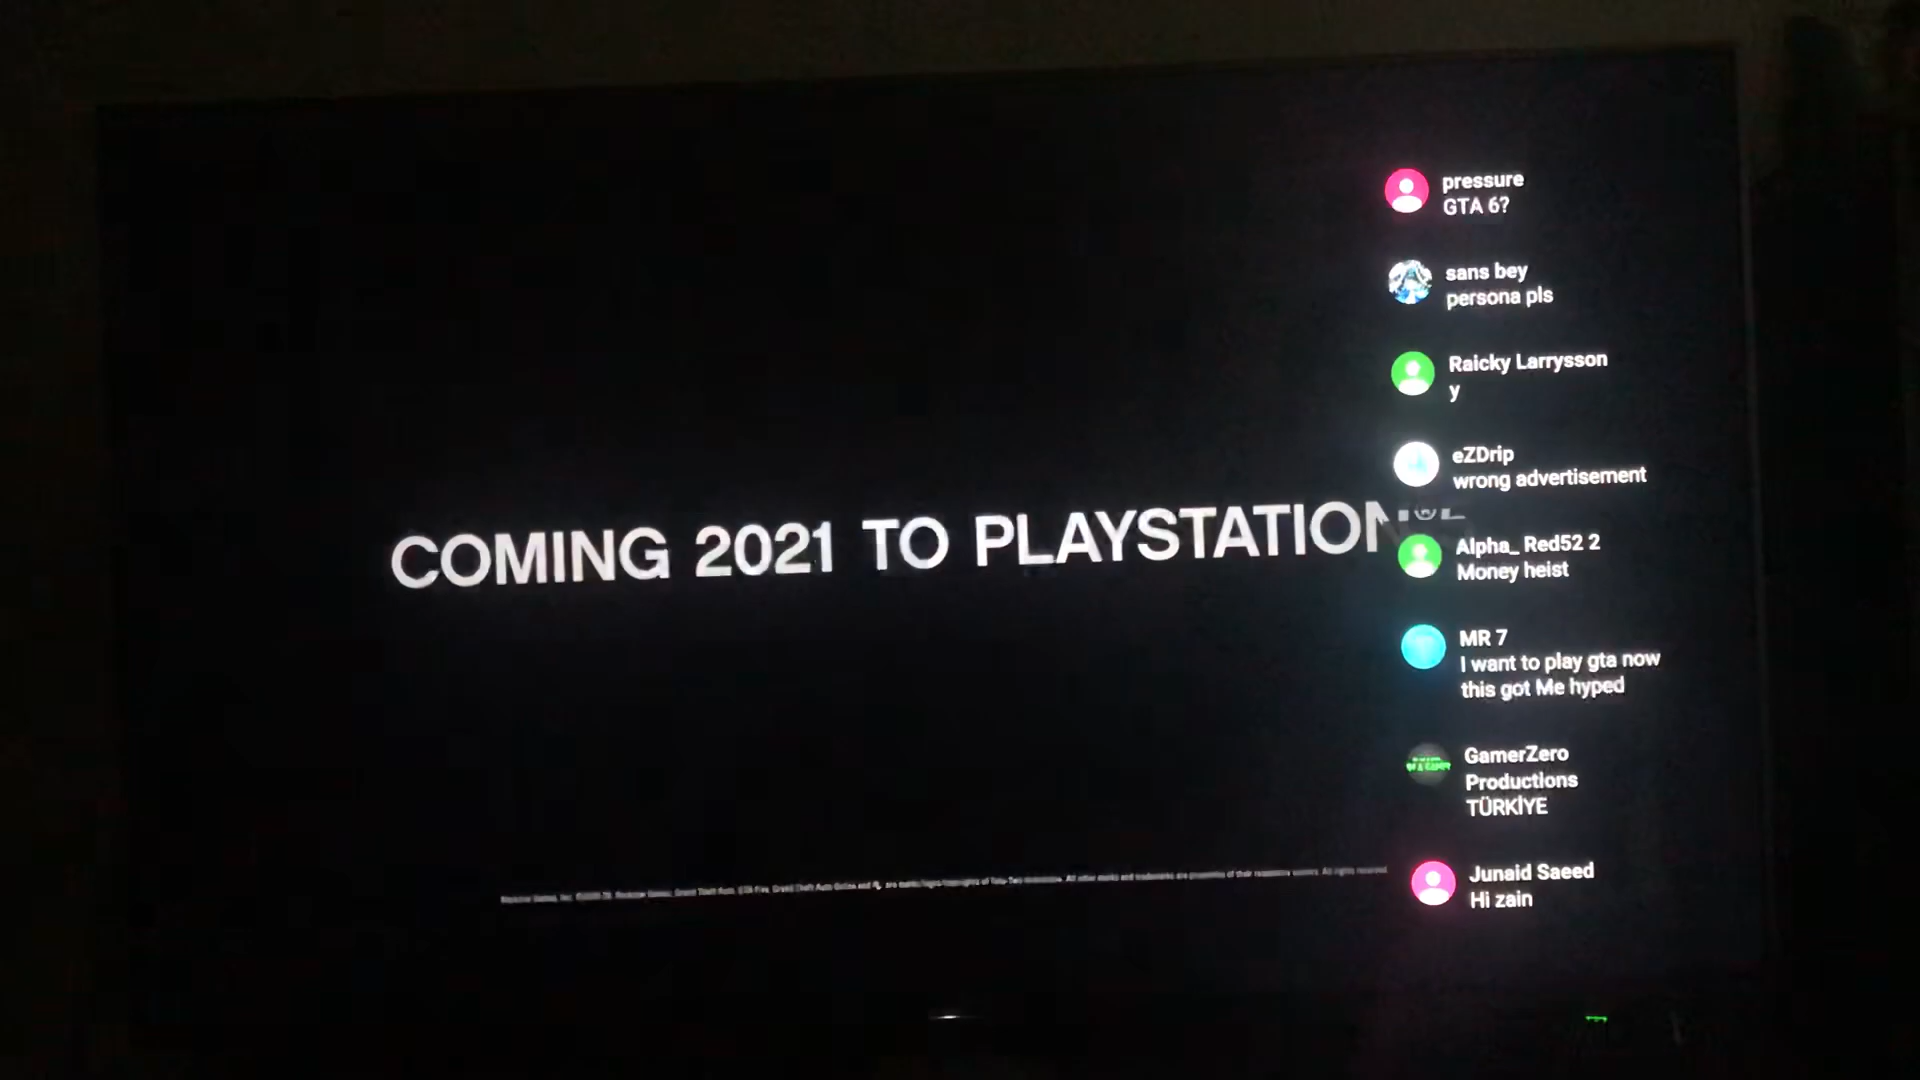 COMING 2021 TO PLAYSTATION
pressure
GTA 6?
sans bey
persona pls
Raicky Larrysson
y
eZDrip
wrong advertisement
Alpha_ Red52 2
Money heist
MR 7
I want to play gta now
this got Me hyped
GamerZero
Productions
TÜRKİYE
Junaid Saeed
Hi zain